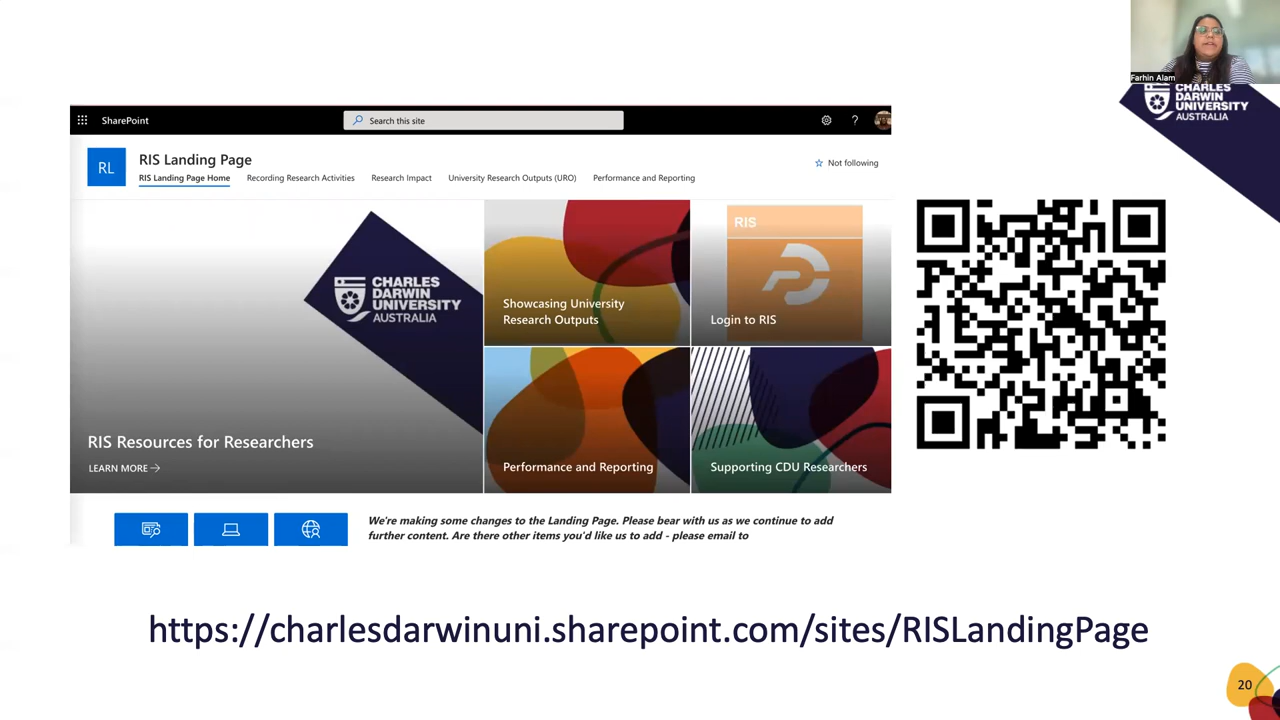 Farhin Alam
CHARLES
DARWIN
UNIVERSITY
AUSTRALIA
SharePoint
Search this site
?
RL
RIS Landing Page
Not following
RIS Landing Page Home
Recording Research Activities
Research Impact
University Research Outputs (URO)
Performance and Reporting
CHARLES
DARWIN
UNIVERSITY
AUSTRALIA
RIS Resources for Researchers
LEARN MORE
Showcasing University
Research Outputs
RIS
Login to RIS
Performance and Reporting
Supporting CDU Researchers
We're making some changes to the Landing Page. Please bear with us as we continue to add
further content. Are there other items you'd like us to add - please email to
https://charlesdarwinuni.sharepoint.com/sites/RISLandingPage
20